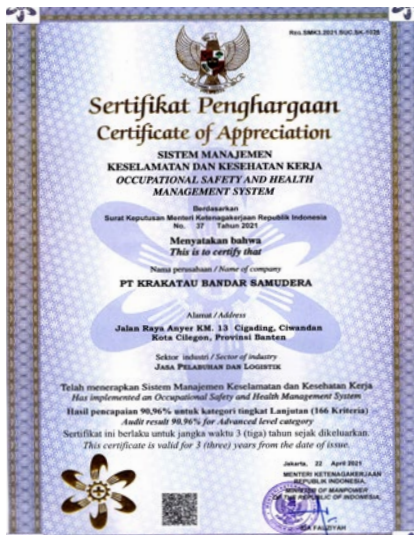 Reg.SMK3.2021.SUC.SK-1028
Sertifikat Penghargaan
Certificate of Appreciation
SISTEM MANAJEMEN
KESELAMATAN DAN KESEHATAN KERJA
OCCUPATIONAL SAFETY AND HEALTH
MANAGEMENT SYSTEM
Berdasarkan
Surat Keputusan Menteri Ketenagakerjaan Republik Indonesia
No. 37 Tahun 2021
Menyatakan bahwa
This is to certify that
Nama perusahaan / Name of company
PT KRAKATAU BANDAR SAMUDERA
Alamat / Address
Jalan Raya Anyer KM. 13 Cigading, Ciwandan
Kota Cilegon, Provinsi Banten
Sektor industri / Sector of industry
JASA PELABUHAN DAN LOGISTIK
Telah menerapkan Sistem Manajemen Keselamatan dan Kesehatan Kerja
Has implemented an Occupational Safety and Health Management System
Hasil pencapaian 90,96% untuk kategori tingkat Lanjutan (166 Kriteria)
Audit result 90.96% for Advanced level category
Sertifikat ini berlaku untuk jangka waktu 3 (tiga) tahun sejak dikeluarkan.
This certificate is valid for 3 (three) years from the date of issue.
Jakarta, 22 April 2021
MENTERI KETENAGAKERJAAN
REPUBLIK INDONESIA,
MINISTER OF MANPOWER
OF THE REPUBLIC OF INDONESIA,
IDA FAUZIYAH